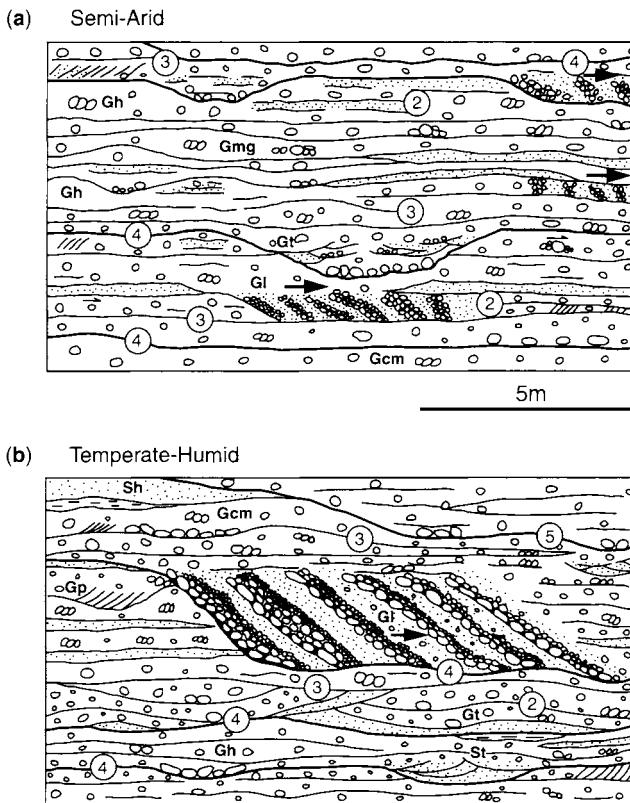 (a) Semi-Arid
3 4
Gh 2
Gmg
Gh
3
4 Gt
Gl
2
3
4
Gcm
5m
(b) Temperate-Humid
Sh
Gcm
3 5
Gp
Gl
4
3
2
4 Gt
Gh St
4